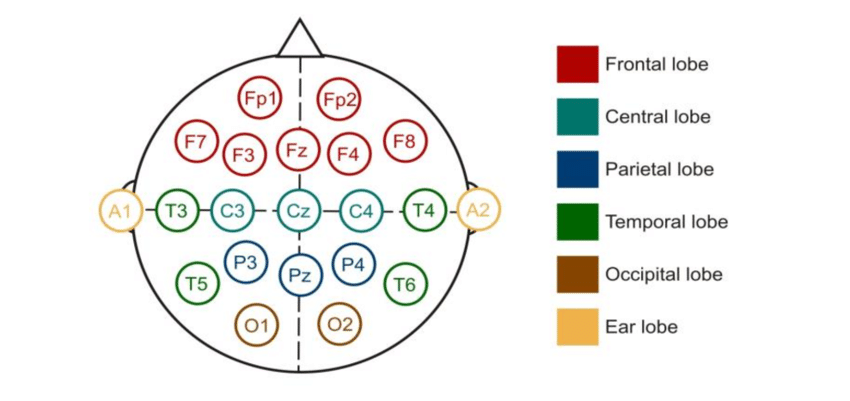 Fp1 Fp2
F7 F3 Fz F4 F8
A1 T3 C3 Cz C4 T4 A2
T5 P3 Pz P4 T6
O1 O2
Frontal lobe
Central lobe
Parietal lobe
Temporal lobe
Occipital lobe
Ear lobe